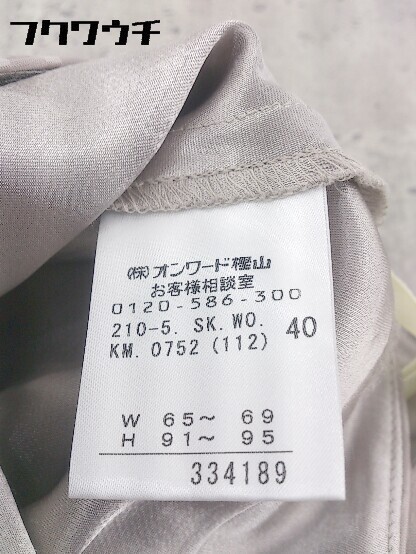 フクワウチ
(株)オンワード樫山
お客様相談室
0120-586-300
210-5. SK.WO. 40
KM.0752 (112)
W 65～ 69
H 91～ 95
334189